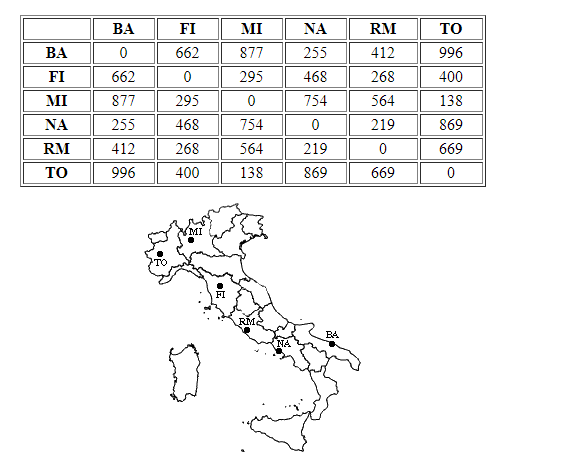 BA FI MI NA RM TO
BA 0 662 877 255 412 996
FI 662 0 295 468 268 400
MI 877 295 0 754 564 138
NA 255 468 754 0 219 869
RM 412 268 564 219 0 669
TO 996 400 138 869 669 0
MI
TO
FI
RM
BA
NA